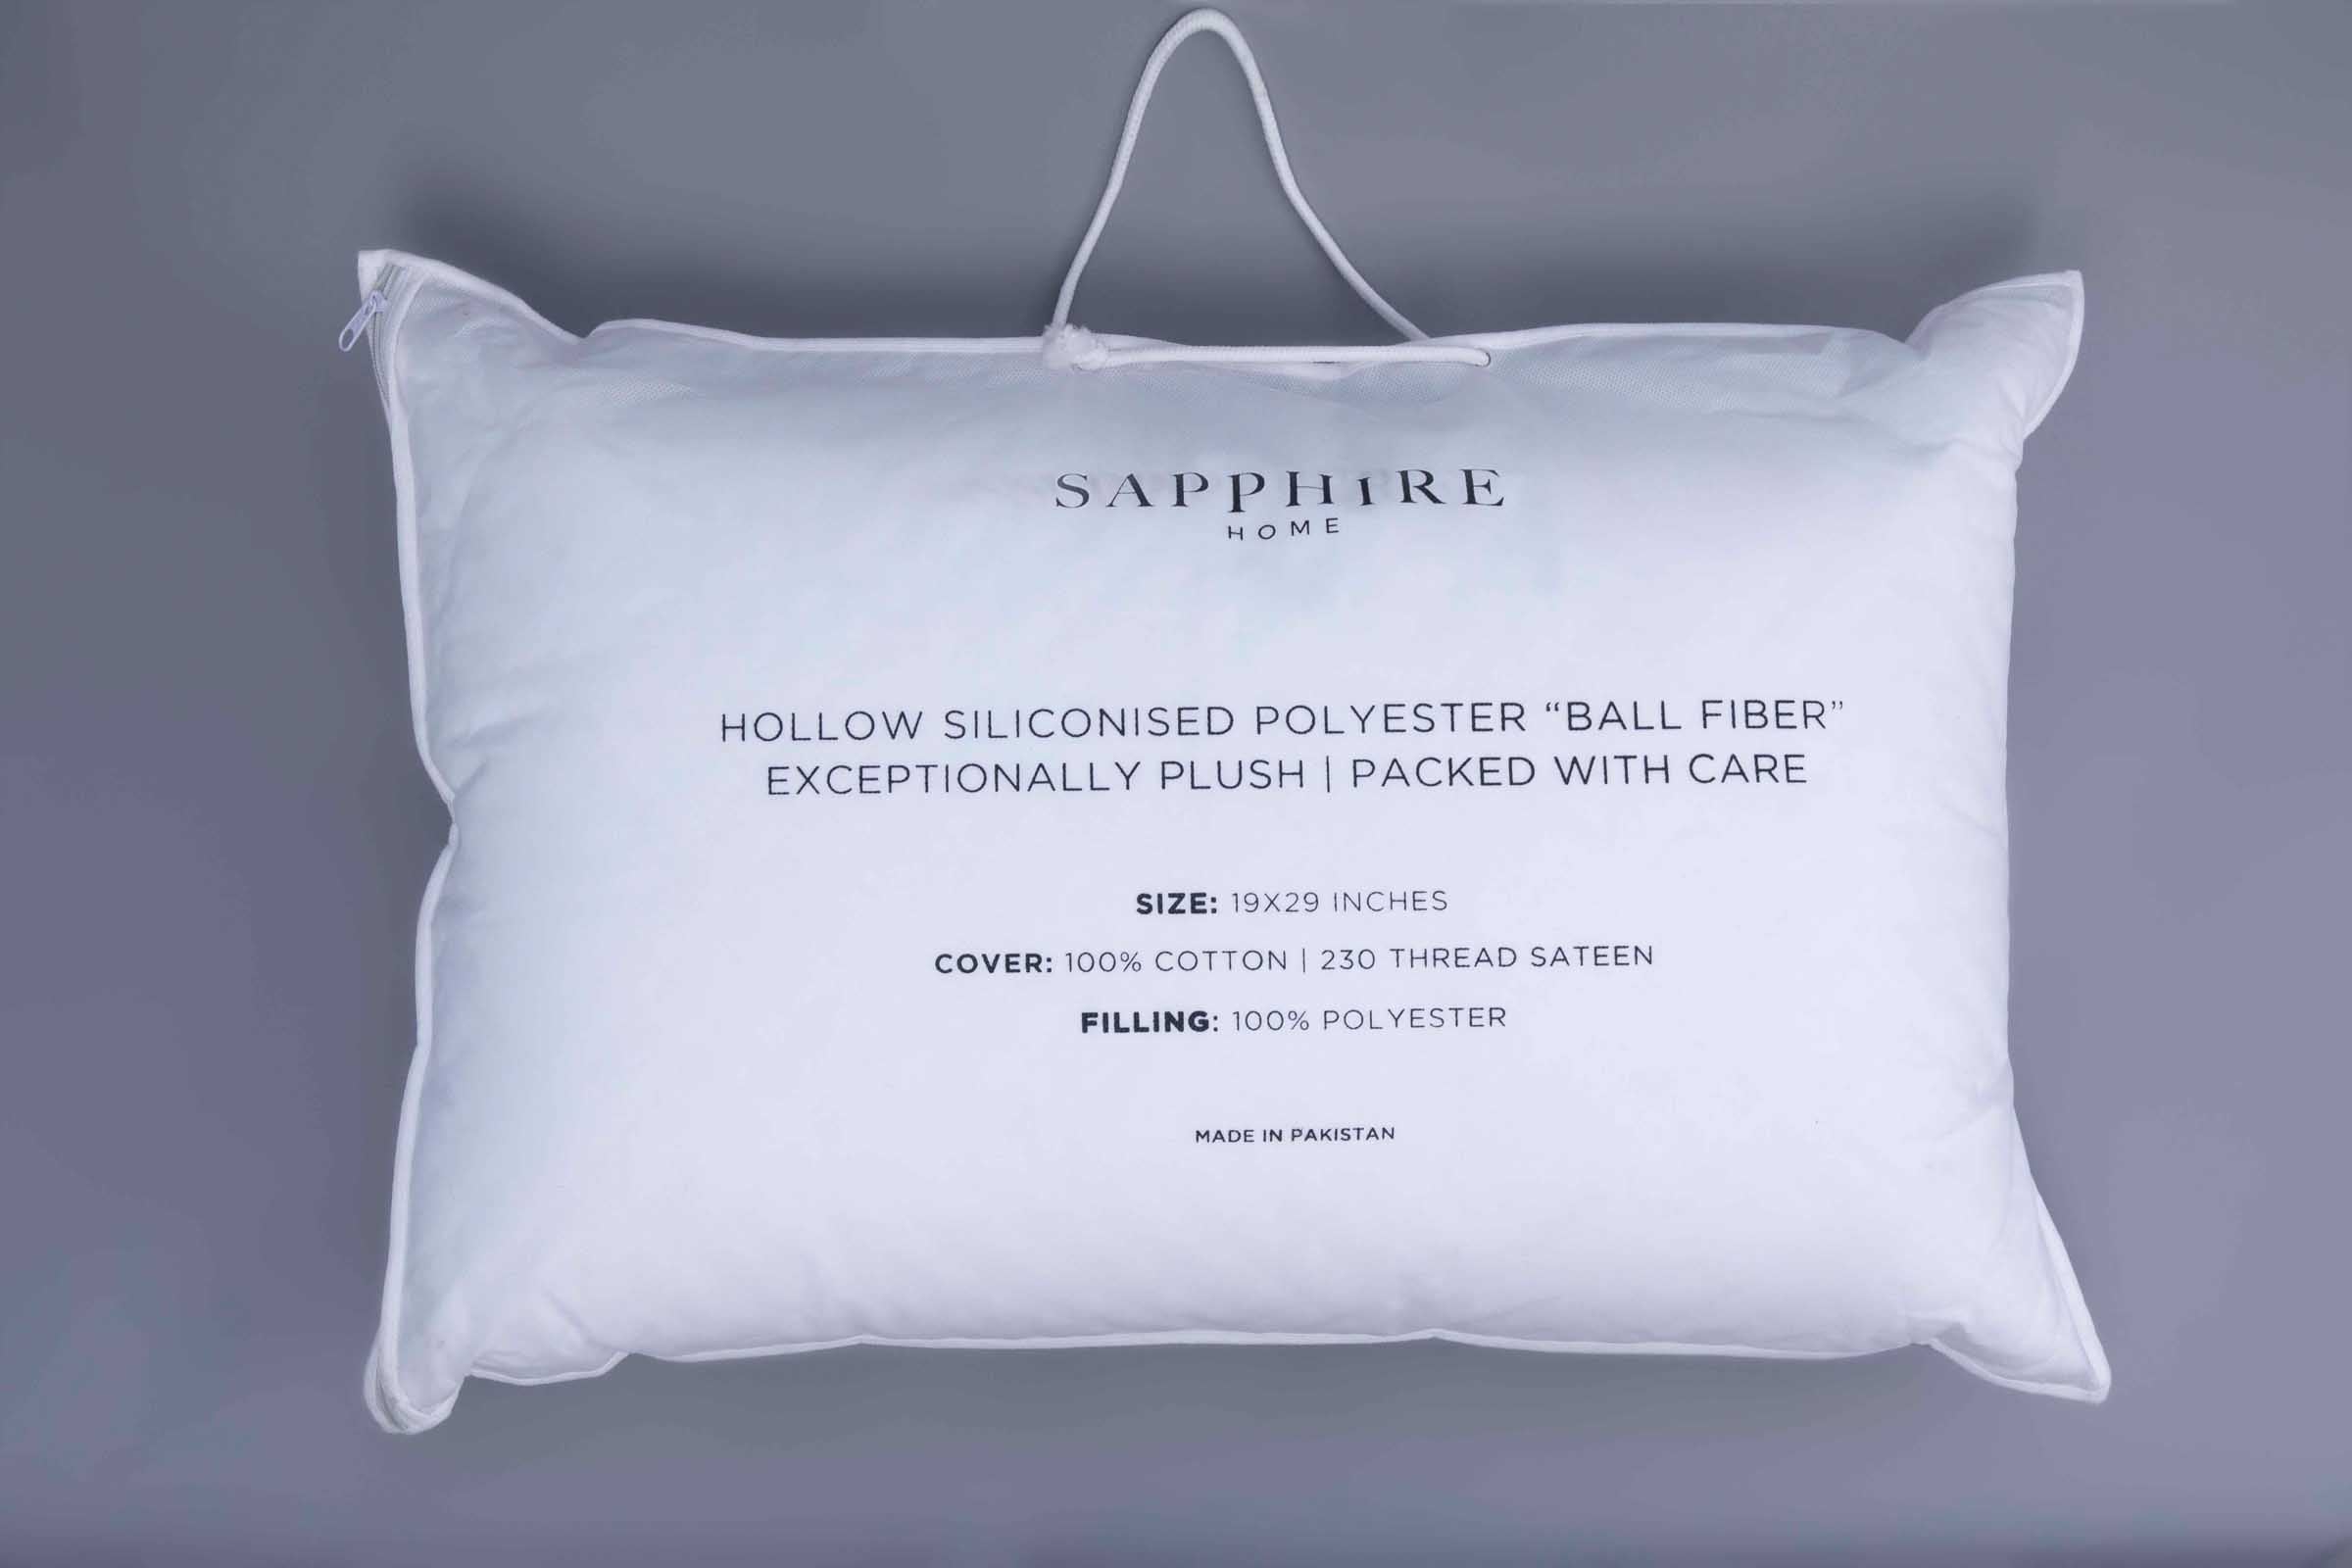 SAPPHIRE
HOME
HOLLOW SILICONISED POLYESTER “BALL FIBER”
EXCEPTIONALLY PLUSH | PACKED WITH CARE
SIZE: 19X29 INCHES
COVER: 100% COTTON | 230 THREAD SATEEN
FILLING: 100% POLYESTER
MADE IN PAKISTAN